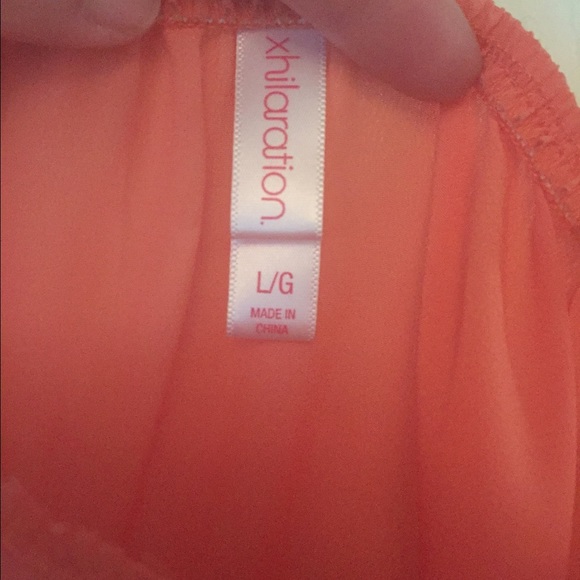 xhilaration.
L/G
MADE IN
CHINA